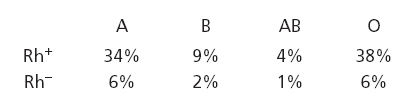 A B AB O
Rh⁺ 34% 9% 4% 38%
Rh⁻ 6% 2% 1% 6%